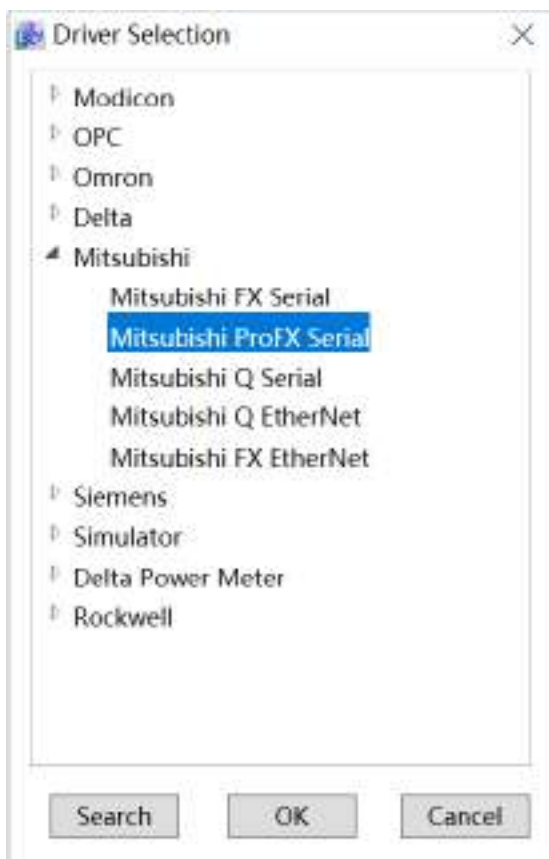 Driver Selection
Modicon
OPC
Omron
Delta
Mitsubishi
Mitsubishi FX Serial
Mitsubishi ProFX Serial
Mitsubishi Q Serial
Mitsubishi Q EtherNet
Mitsubishi FX EtherNet
Siemens
Simulator
Delta Power Meter
Rockwell
Search OK Cancel